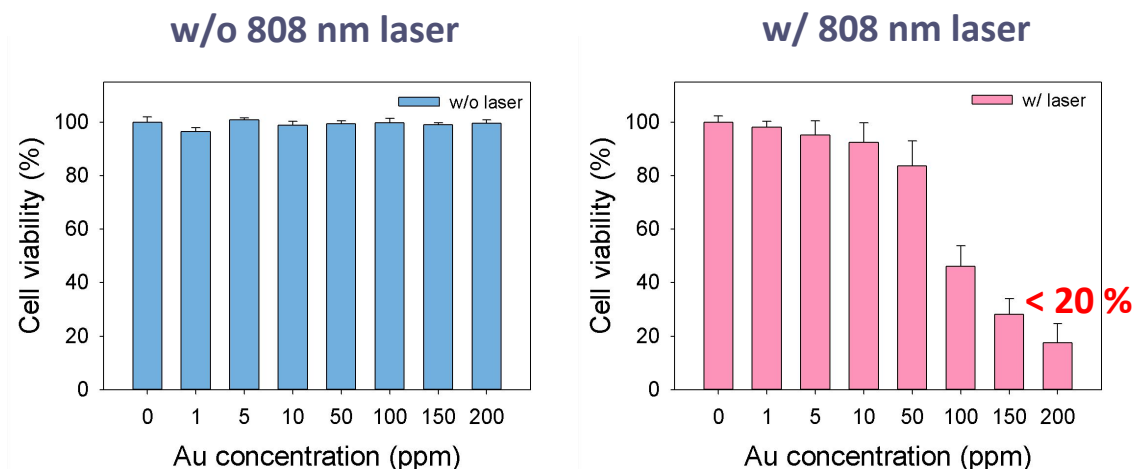 w/o 808 nm laser
w/o laser
Cell viability (%)
100
80
60
40
20
0
0 1 5 10 50 100 150 200
Au concentration (ppm)
w/ 808 nm laser
w/ laser
Cell viability (%)
100
80
60
40
20
0
< 20 %
0 1 5 10 50 100 150 200
Au concentration (ppm)